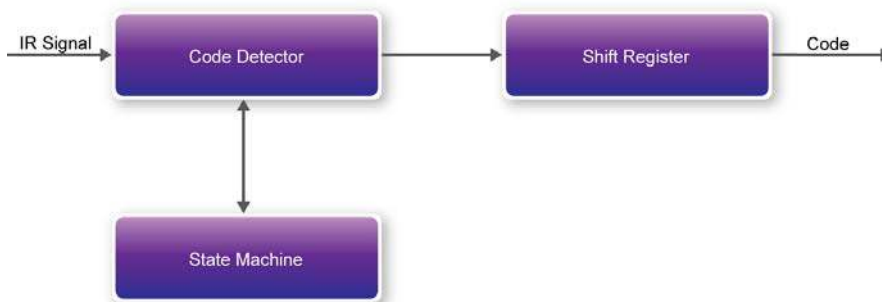 IR Signal
Code Detector
Shift Register
Code
State Machine